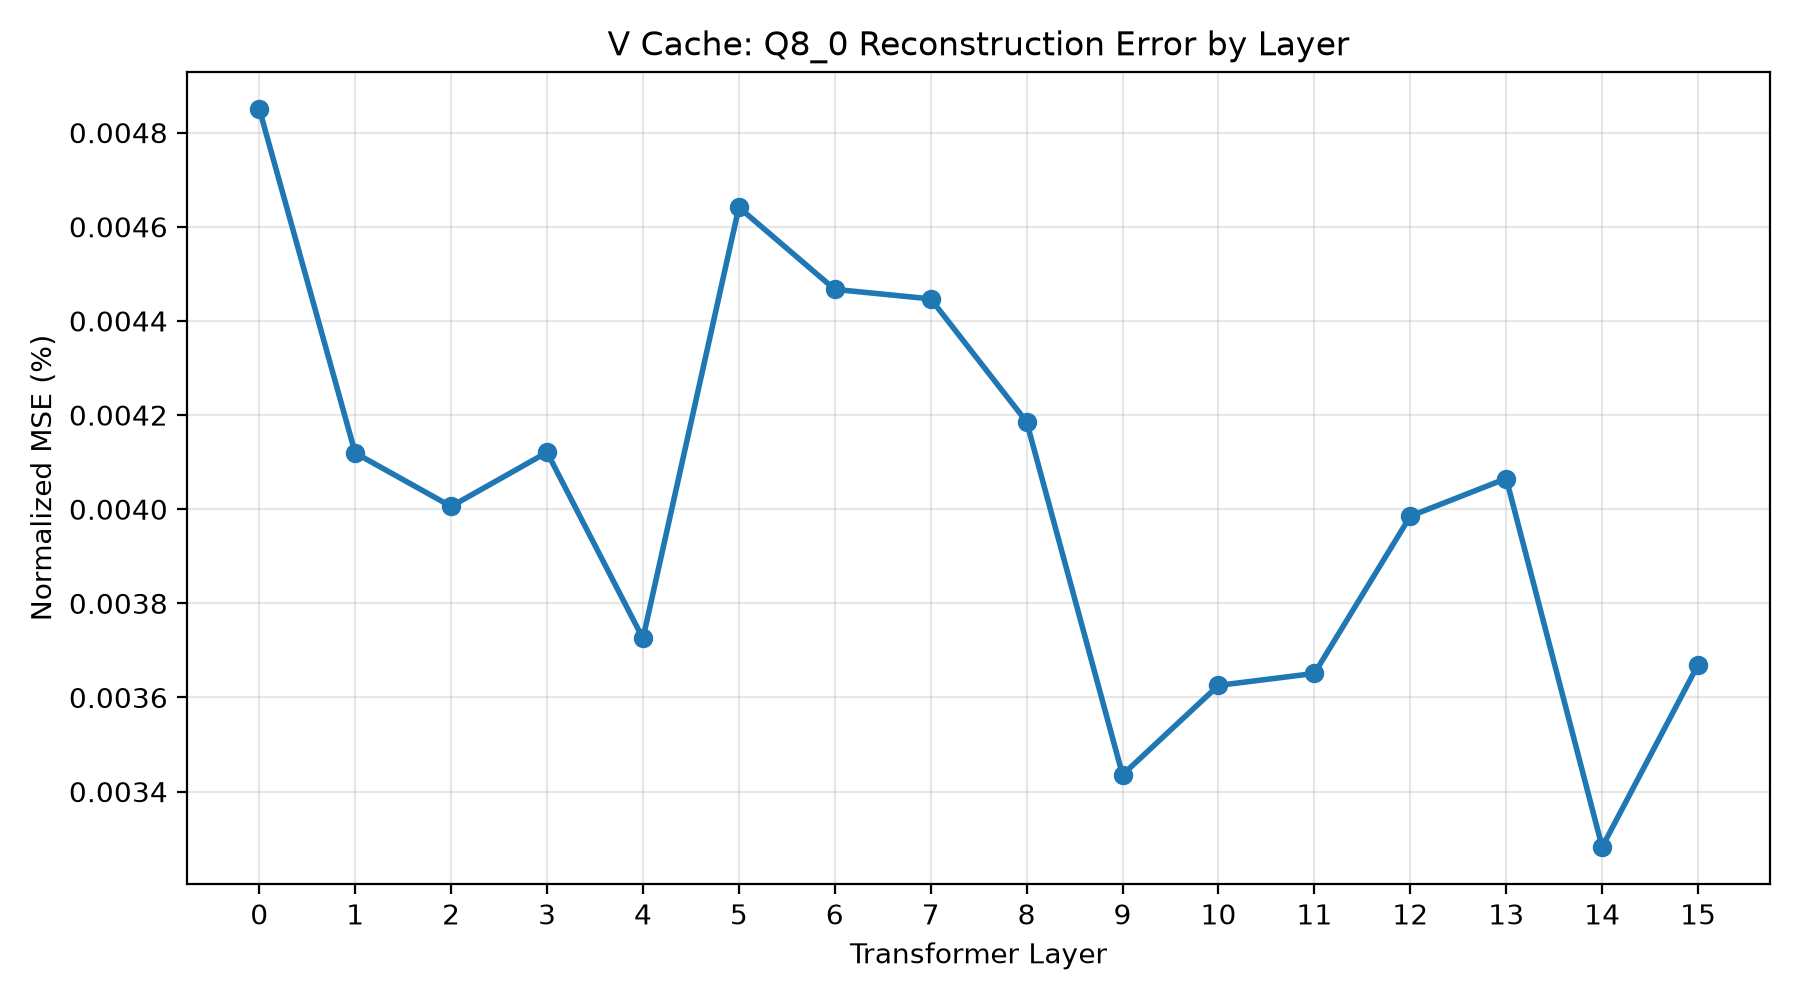 V Cache: Q8_0 Reconstruction Error by Layer
Normalized MSE (%)
0.0048
0.0046
0.0044
0.0042
0.0040
0.0038
0.0036
0.0034
0 1 2 3 4 5 6 7 8 9 10 11 12 13 14 15
Transformer Layer